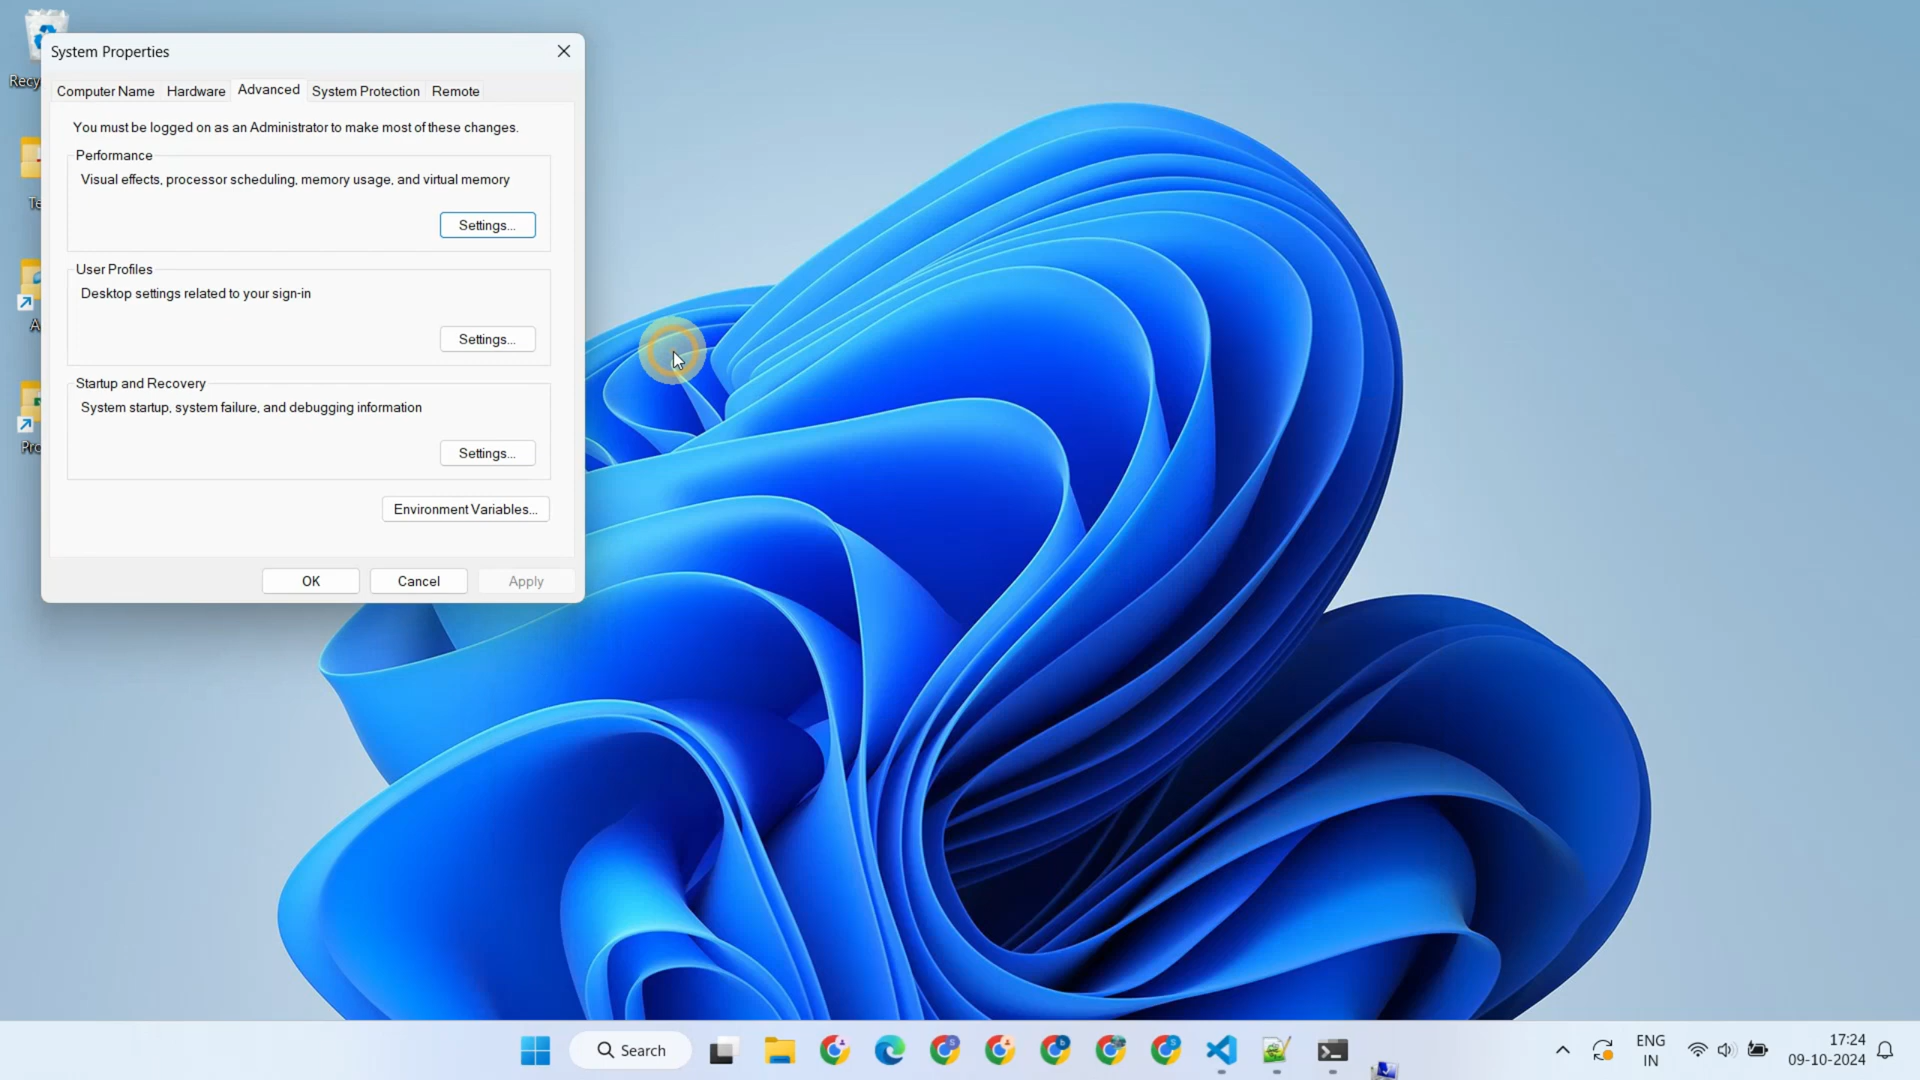 System Properties
Computer Name Hardware Advanced System Protection Remote
You must be logged on as an Administrator to make most of these changes.
Performance
Visual effects, processor scheduling, memory usage, and virtual memory
Settings...
User Profiles
Desktop settings related to your sign-in
Settings...
Startup and Recovery
System startup, system failure, and debugging information
Settings...
Environment Variables...
OK Cancel Apply
Search
ENG
IN
17:24
09-10-2024